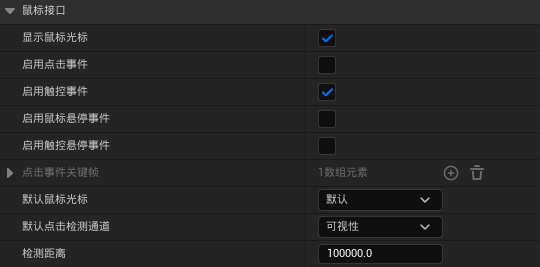 鼠标接口
显示鼠标光标
启用点击事件
启用触控事件
启用鼠标悬停事件
启用触控悬停事件
点击事件关键帧 1数组元素
默认鼠标光标 默认
默认点击检测通道 可视性
检测距离 100000.0